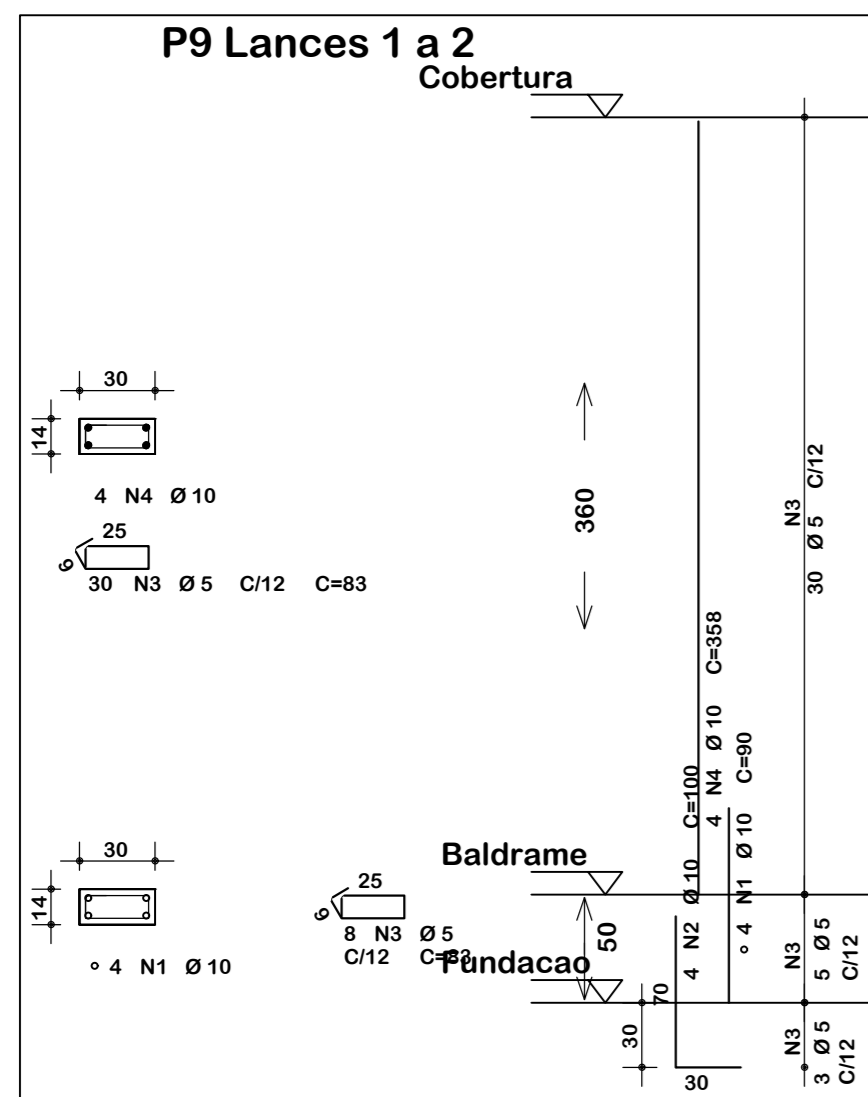 P9 Lances 1 a 2
Cobertura
30
14
4 N4 Ø 10
25
9
30 N3 Ø 5 C/12 C=83
360
N3
30 Ø 5 C/12
4 N4 Ø 10 C=358
4 N2 Ø 10 C=100
4 N1 Ø 10 C=90
Baldrame
30
14
4 N1 Ø 10
25
9
8 N3 Ø 5
C/12 C=83
Fundacao
50
70
N3
5 Ø 5
C/12
30
30
N3
3 Ø 5
C/12